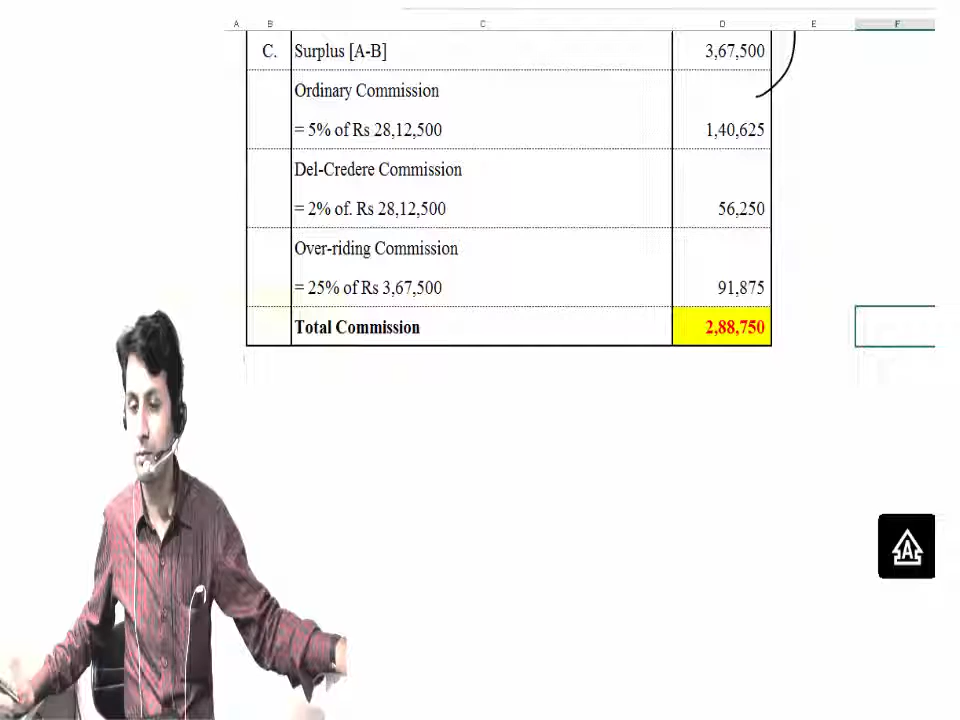 A B C D E F
C. Surplus [A-B] 3,67,500
Ordinary Commission
= 5% of Rs 28,12,500 1,40,625
Del-Credere Commission
= 2% of. Rs 28,12,500 56,250
Over-riding Commission
= 25% of Rs 3,67,500 91,875
Total Commission 2,88,750
A